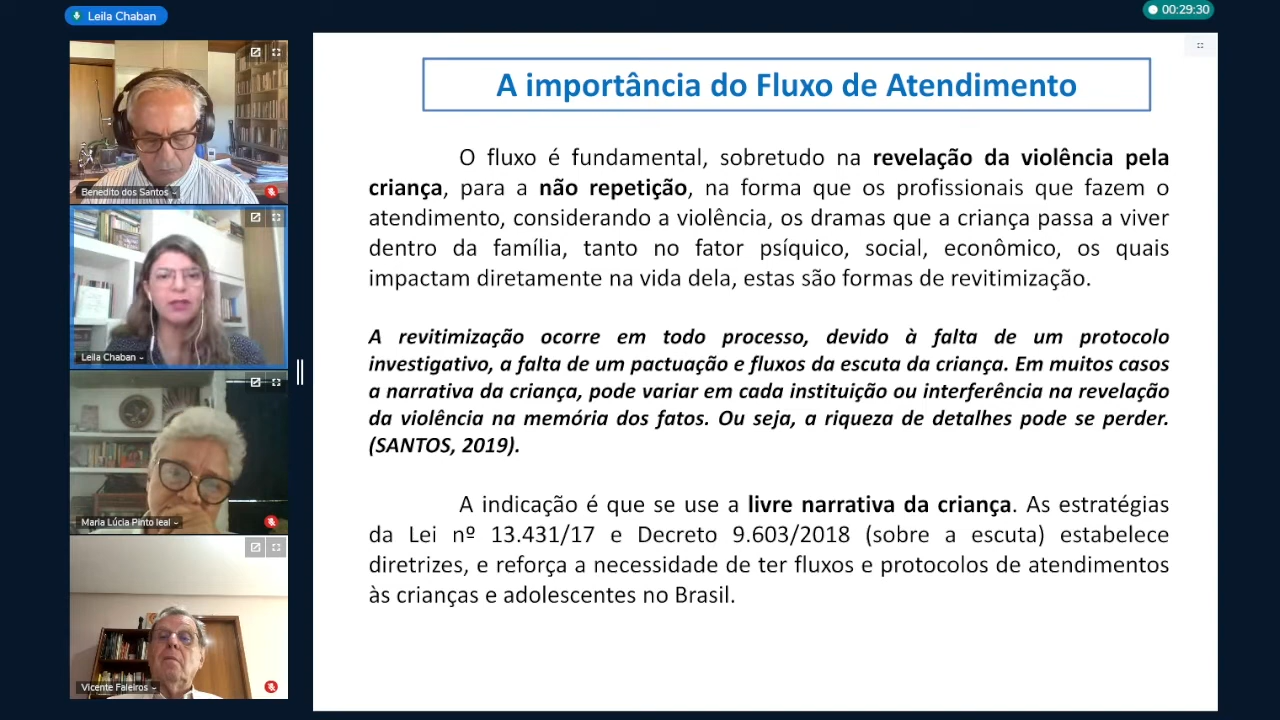 Leila Chaban
00:29:30
Benedito dos Santos
Leila Chaban
Maria Lúcia Pinto leal
Vicente Faleiros
A importância do Fluxo de Atendimento
O fluxo é fundamental, sobretudo na revelação da violência pela
criança, para a não repetição, na forma que os profissionais que fazem o
atendimento, considerando a violência, os dramas que a criança passa a viver
dentro da família, tanto no fator psíquico, social, econômico, os quais
impactam diretamente na vida dela, estas são formas de revitimização.
A revitimização ocorre em todo processo, devido à falta de um protocolo
investigativo, a falta de um pactuação e fluxos da escuta da criança. Em muitos casos
a narrativa da criança, pode variar em cada instituição ou interferência na revelação
da violência na memória dos fatos. Ou seja, a riqueza de detalhes pode se perder.
(SANTOS, 2019).
A indicação é que se use a livre narrativa da criança. As estratégias
da Lei nº 13.431/17 e Decreto 9.603/2018 (sobre a escuta) estabelece
diretrizes, e reforça a necessidade de ter fluxos e protocolos de atendimentos
às crianças e adolescentes no Brasil.